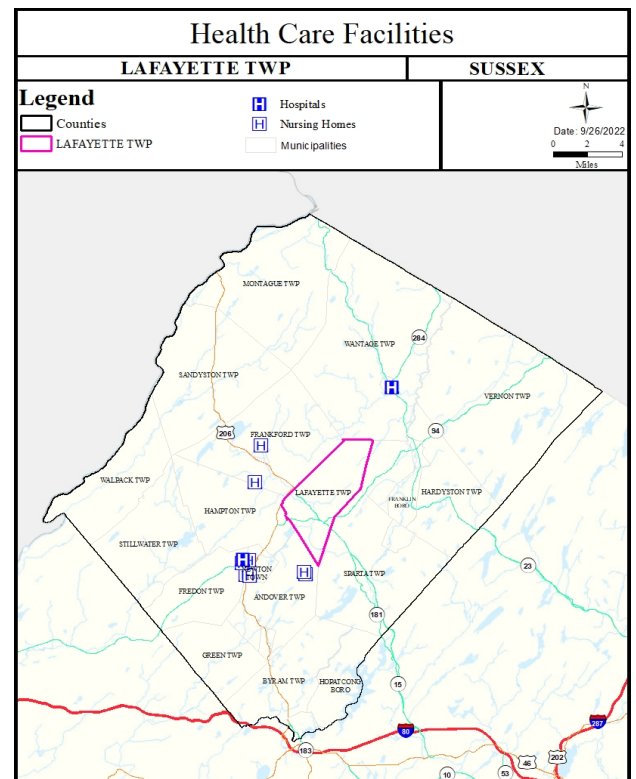 Health Care Facilities
LAFAYETTE TWP
SUSSEX
Legend
Counties
LAFAYETTE TWP
H Hospitals
H Nursing Homes
Municipalities
N
Date: 9/26/2022
0 2 4
Miles
MONTAGUE TWP
284
WANTAGE TWP
SANDYSTON TWP
H
VERNON TWP
94
206
FRANKFORD TWP
H
WALPACK TWP
H
LAFAYETTE TWP
HARDYSTON TWP
FRANKLIN
BORO
HAMPTON TWP
STILLWATER TWP
H
NEWTON
TOWN
H
SPARTA TWP
23
FREDON TWP
ANDOVER TWP
181
GREEN TWP
BYRAM TWP
HOPATCONG
BORO
15
80
287
183
46
202
10
53